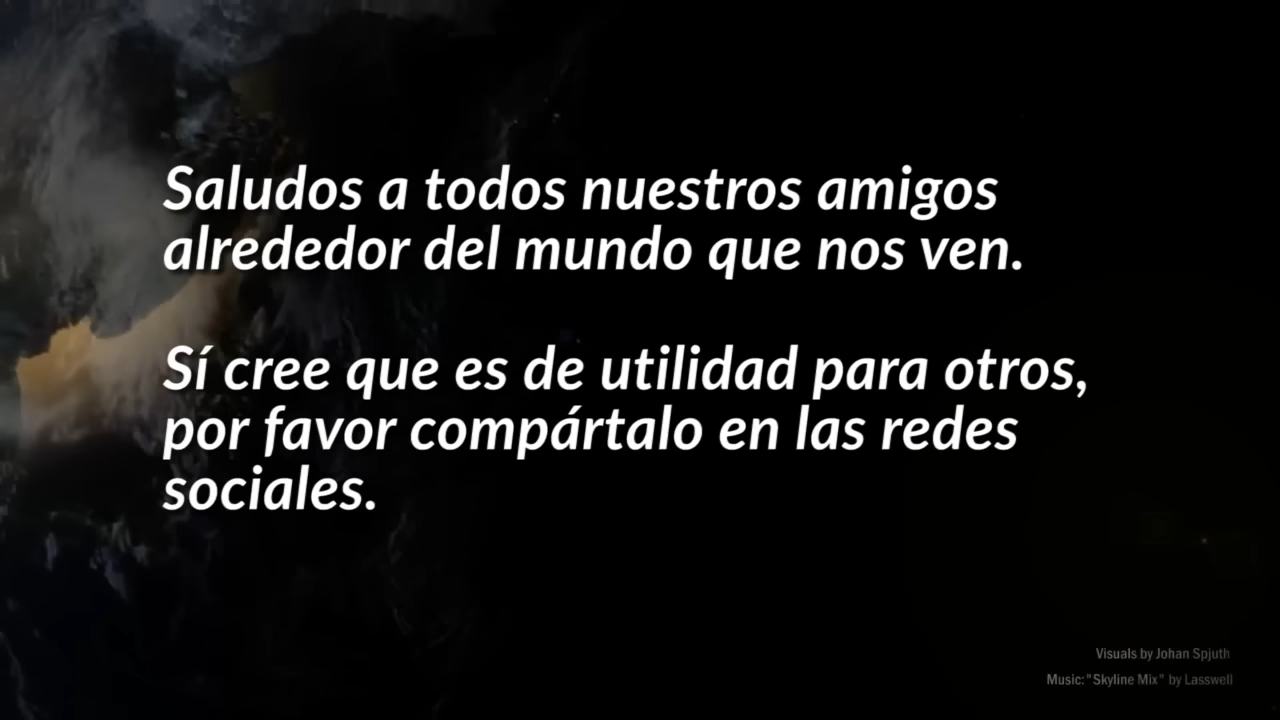 Saludos a todos nuestros amigos
alrededor del mundo que nos ven.
Sí cree que es de utilidad para otros,
por favor compártalo en las redes
sociales.
Visuals by Johan Spjuth
Music:"Skyline Mix" by Lasswell